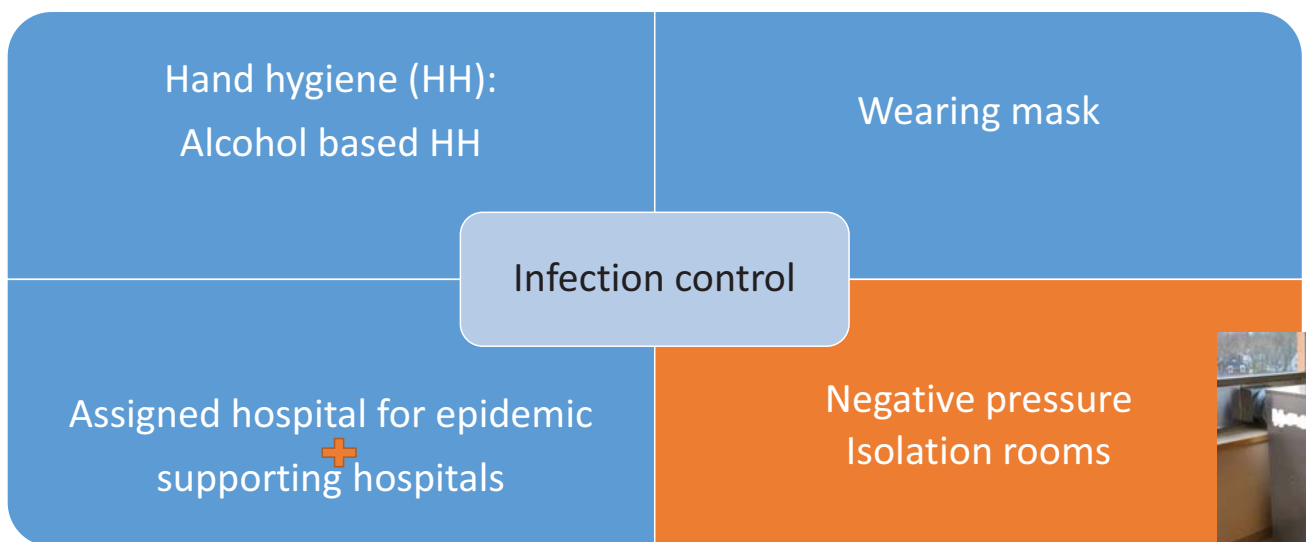 Hand hygiene (HH):
Alcohol based HH
Wearing mask
Infection control
Assigned hospital for epidemic
supporting hospitals
Negative pressure
Isolation rooms